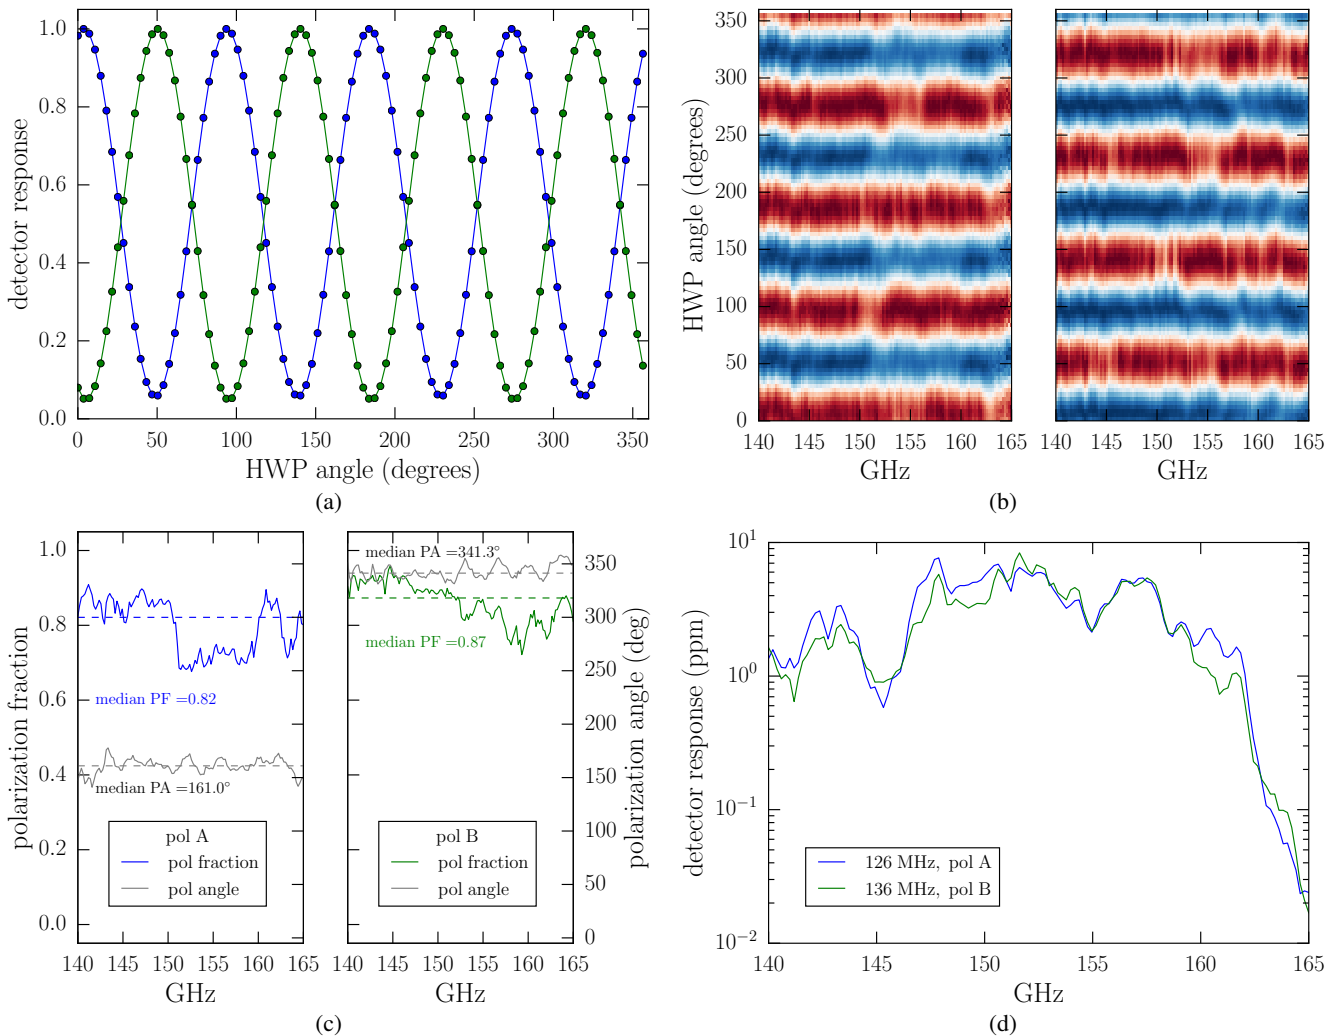 1.0
0.8
0.6
0.4
0.2
0.0
detector response
0 50 100 150 200 250 300 350
HWP angle (degrees)
(a)
350
300
250
200
150
100
50
0
HWP angle (degrees)
140 145 150 155 160 165
GHz
140 145 150 155 160 165
GHz
(b)
1.0
0.8
0.6
0.4
0.2
0.0
polarization fraction
median PF =0.82
median PA =161.0°
pol A
pol fraction
pol angle
140 145 150 155 160 165
GHz
median PA =341.3°
median PF =0.87
pol B
pol fraction
pol angle
140 145 150 155 160 165
GHz
350
300
250
200
150
100
50
0
polarization angle (deg)
(c)
10¹
10⁰
10⁻¹
10⁻²
detector response (ppm)
126 MHz, pol A
136 MHz, pol B
140 145 150 155 160 165
GHz
(d)